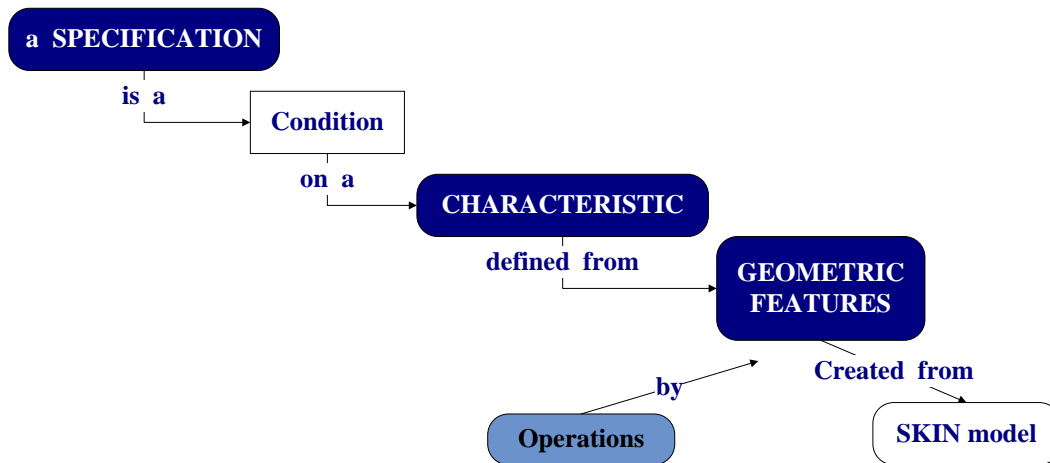 a SPECIFICATION
is a
Condition
on a
CHARACTERISTIC
defined from
GEOMETRIC
FEATURES
Created from
by
Operations
SKIN model